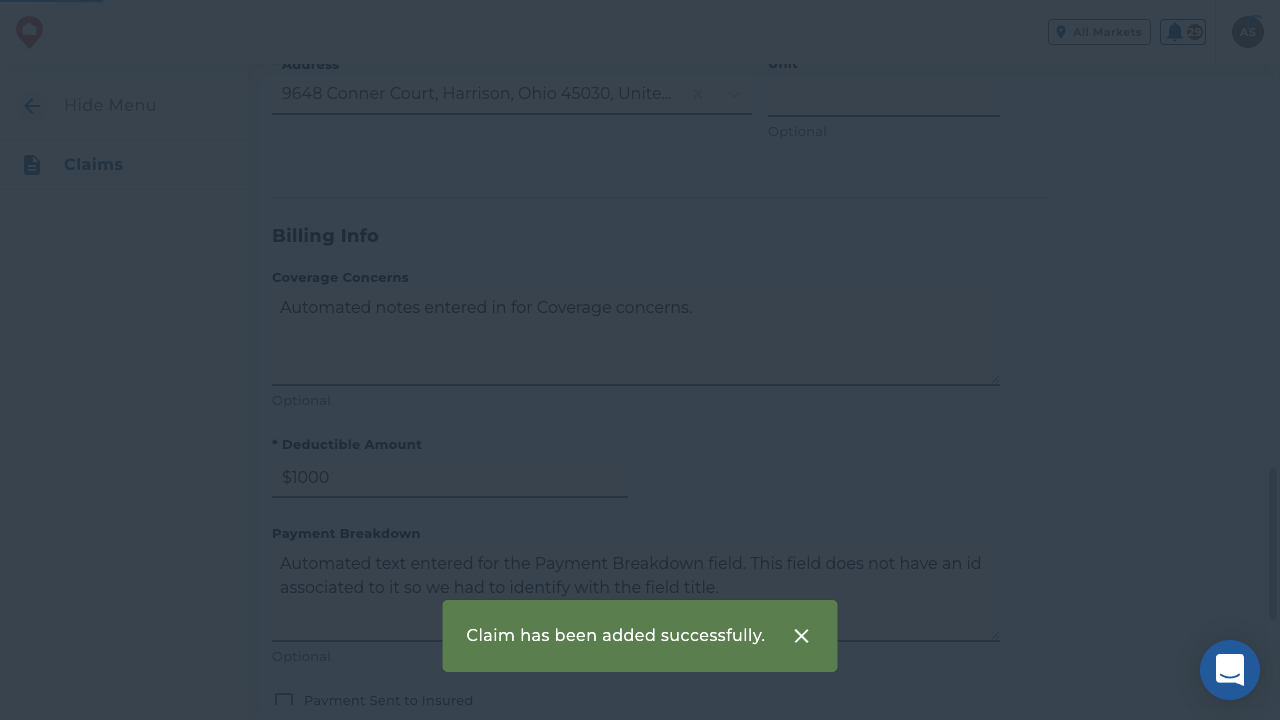 All Markets
29
AS
Hide Menu
Claims
* Address
Unit
9648 Conner Court, Harrison, Ohio 45030, Unite...
Optional
Billing Info
Coverage Concerns
Automated notes entered in for Coverage concerns.
Optional
* Deductible Amount
$1000
Payment Breakdown
Automated text entered for the Payment Breakdown field. This field does not have an id
associated to it so we had to identify with the field title.
Claim has been added successfully.
Optional
Payment Sent to Insured